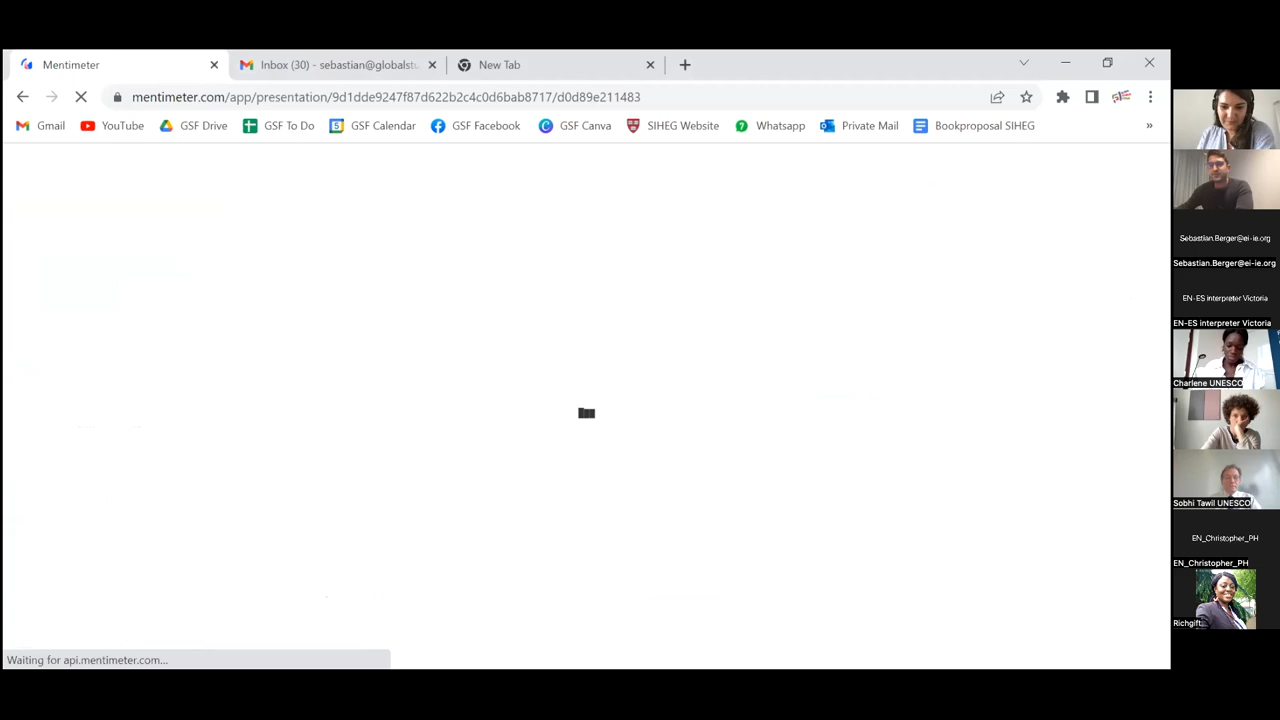 Mentimeter
Inbox (30) - sebastian@globalstu
New Tab
mentimeter.com/app/presentation/9d1dde9247f87d622b2c4c0d6bab8717/d0d89e211483
Gmail YouTube GSF Drive GSF To Do GSF Calendar GSF Facebook GSF Canva SIHEG Website Whatsapp Private Mail Bookproposal SIHEG »
Waiting for api.mentimeter.com...
Sebastian.Berger@ei-ie.org
Sebastian.Berger@ei-ie.org
EN-ES interpreter Victoria
EN-ES interpreter Victoria
Charlene UNESCO
Sobhi Tawil UNESCO
EN_Christopher_PH
EN_Christopher_PH
Richgift